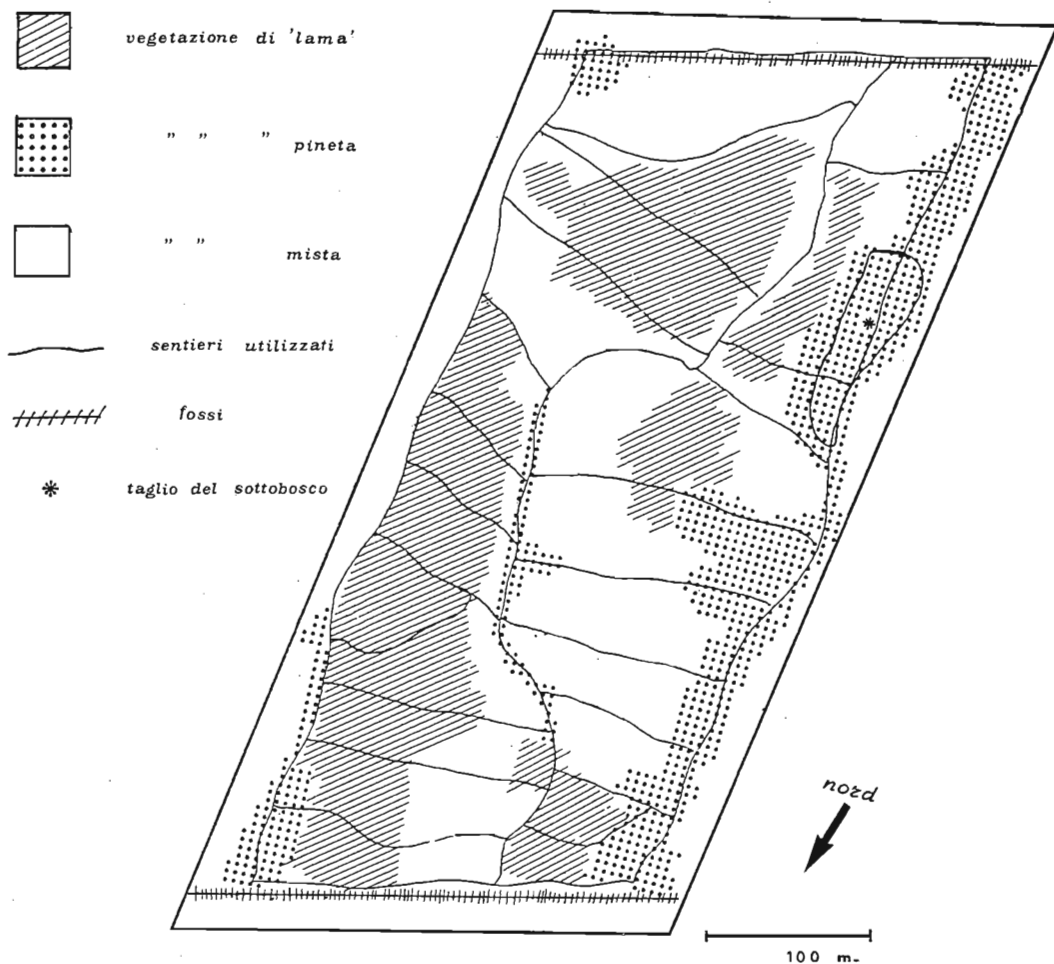 vegetazione di 'lama'
" " " pineta
" " mista
sentieri utilizzati
fossi
taglio del sottobosco
nord
100 m.